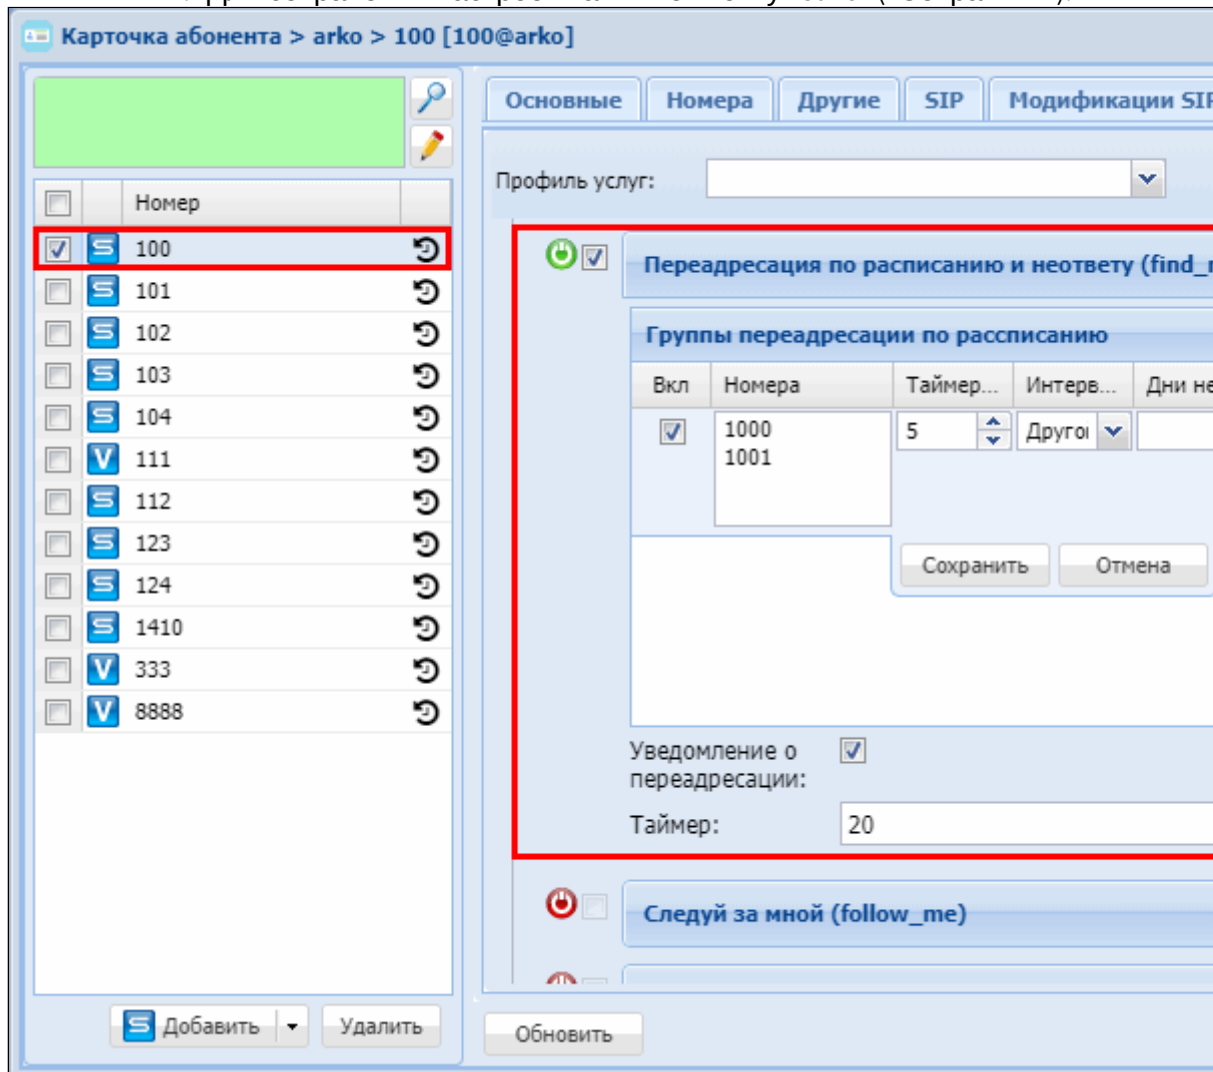 Карточка абонента > arko > 100 [100@arko]
Основные Номера Другие SIP Модификации SIP
Профиль услуг:
Номер
100
101
102
103
104
111
112
123
124
1410
333
8888
Добавить Удалить
Переадресация по расписанию и неответу (find_
Группы переадресации по рассписанию
Вкл Номера Таймер... Интерв... Дни не
1000 5 Друго
1001
Сохранить Отмена
Уведомление о
переадресации:
Таймер: 20
Следуй за мной (follow_me)
Обновить